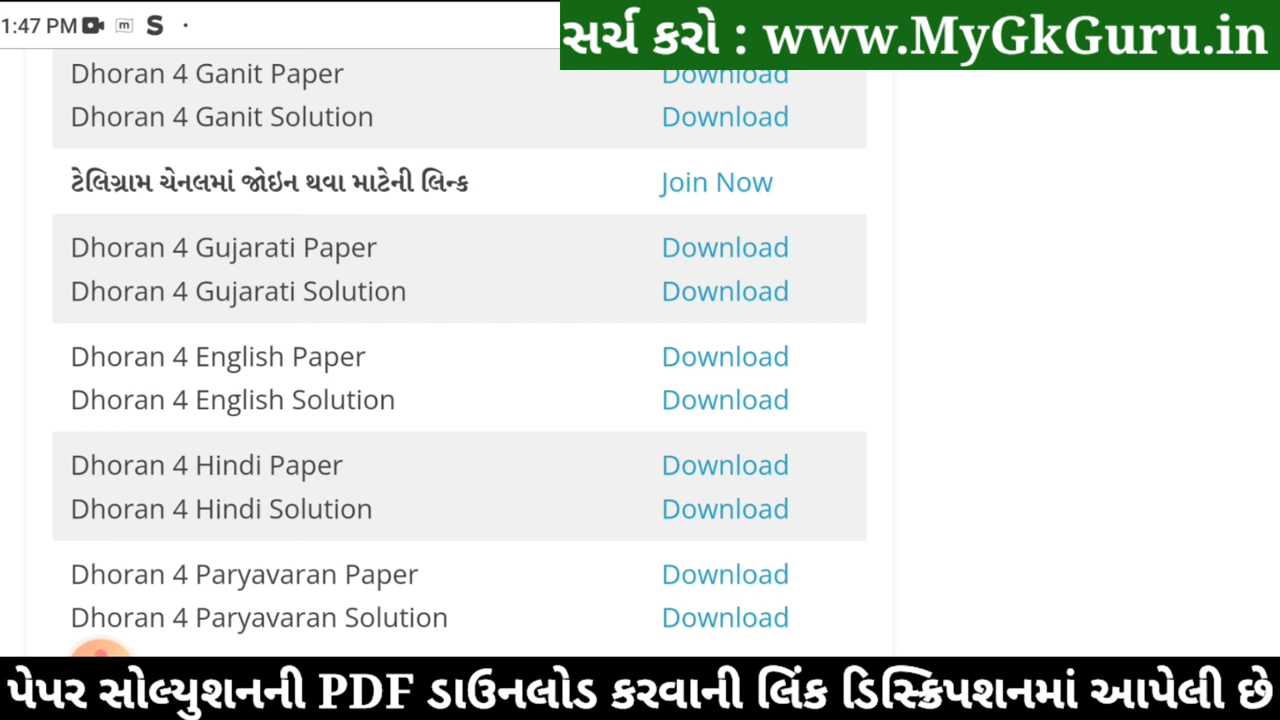 1:47 PM m S
સર્ચ કરો : www.MyGkGuru.in
Dhoran 4 Ganit Paper Download
Dhoran 4 Ganit Solution Download
ટેલિગ્રામ ચેનલમાં જોઇન થવા માટેની લિન્ક Join Now
Dhoran 4 Gujarati Paper Download
Dhoran 4 Gujarati Solution Download
Dhoran 4 English Paper Download
Dhoran 4 English Solution Download
Dhoran 4 Hindi Paper Download
Dhoran 4 Hindi Solution Download
Dhoran 4 Paryavaran Paper Download
Dhoran 4 Paryavaran Solution Download
પેપર સોલ્યુશનની PDF ડાઉનલોડ કરવાની લિંક ડિસ્ક્રિપશનમાં આપેલી છે